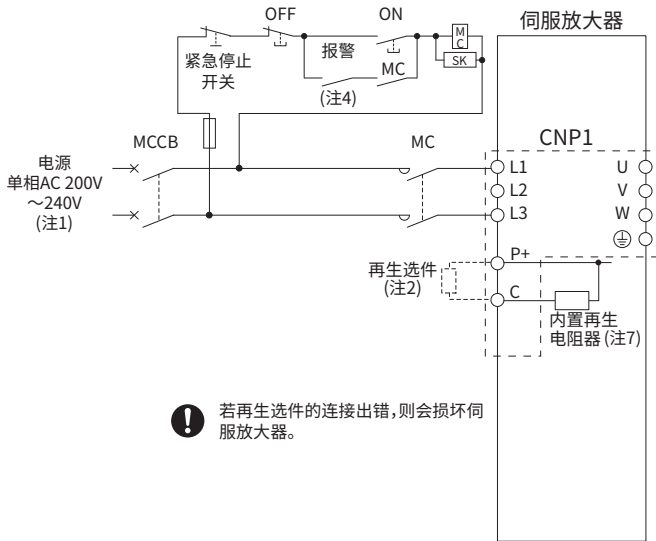 OFF
ON
伺服放大器
M
C
SK
报警
MC
紧急停止
开关
(注4)
MCCB
MC
CNP1
电源
单相AC 200V
～240V
(注1)
L1
U
L2
V
L3
W
P+
再生选件
(注2)
C
内置再生
电阻器(注7)
若再生选件的连接出错,则会损坏伺
服放大器。